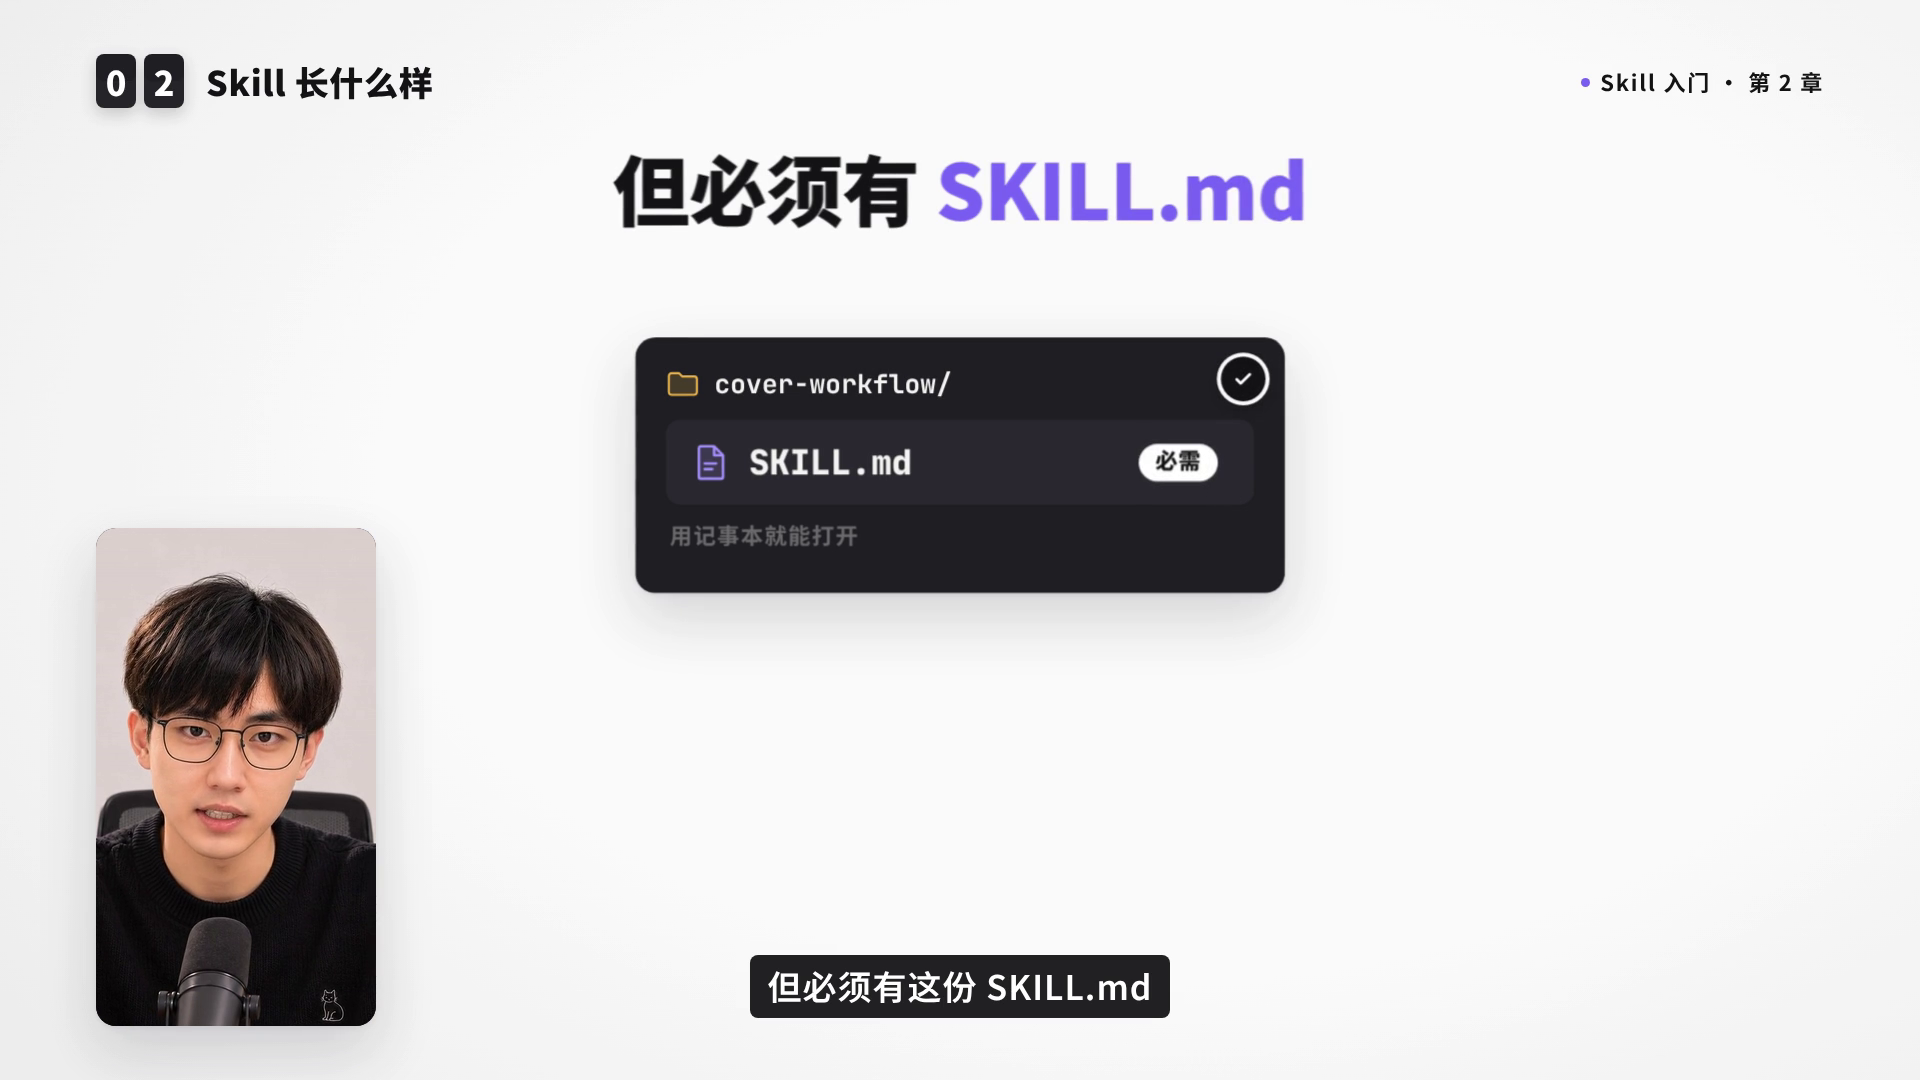 02 Skill 长什么样
Skill 入门 · 第 2 章
但必须有 SKILL.md
cover-workflow/
SKILL.md 必需
用记事本就能打开
但必须有这份 SKILL.md